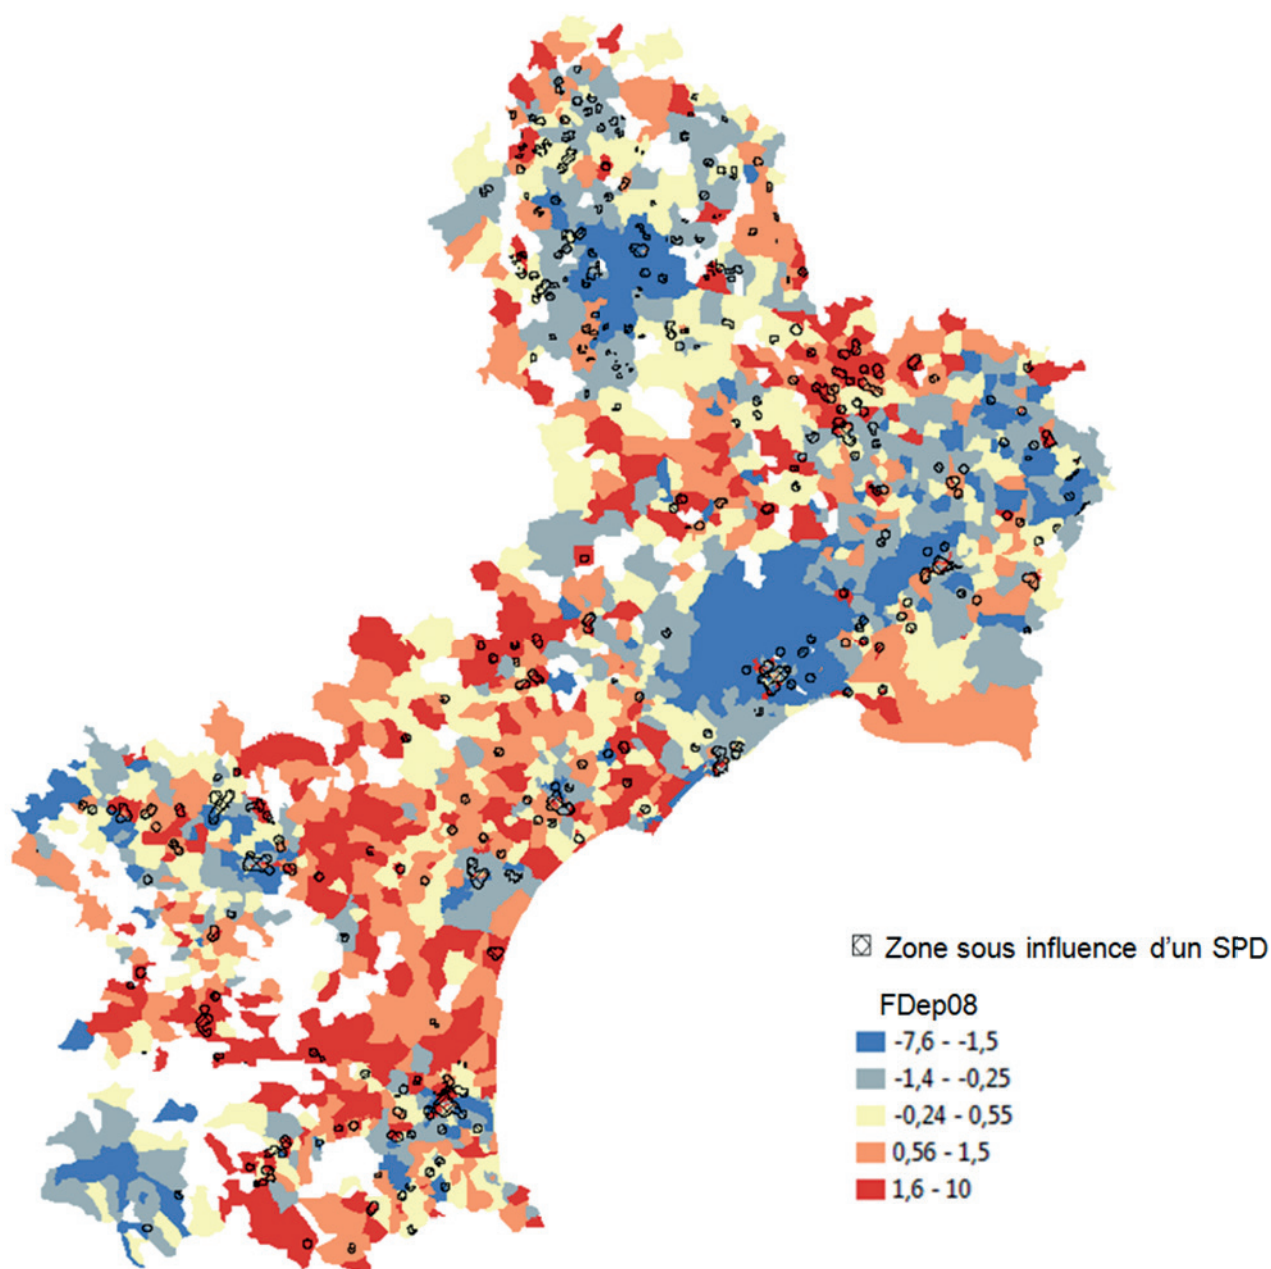 Zone sous influence d’un SPD
FDep08
-7,6 - -1,5
-1,4 - -0,25
-0,24 - 0,55
0,56 - 1,5
1,6 - 10